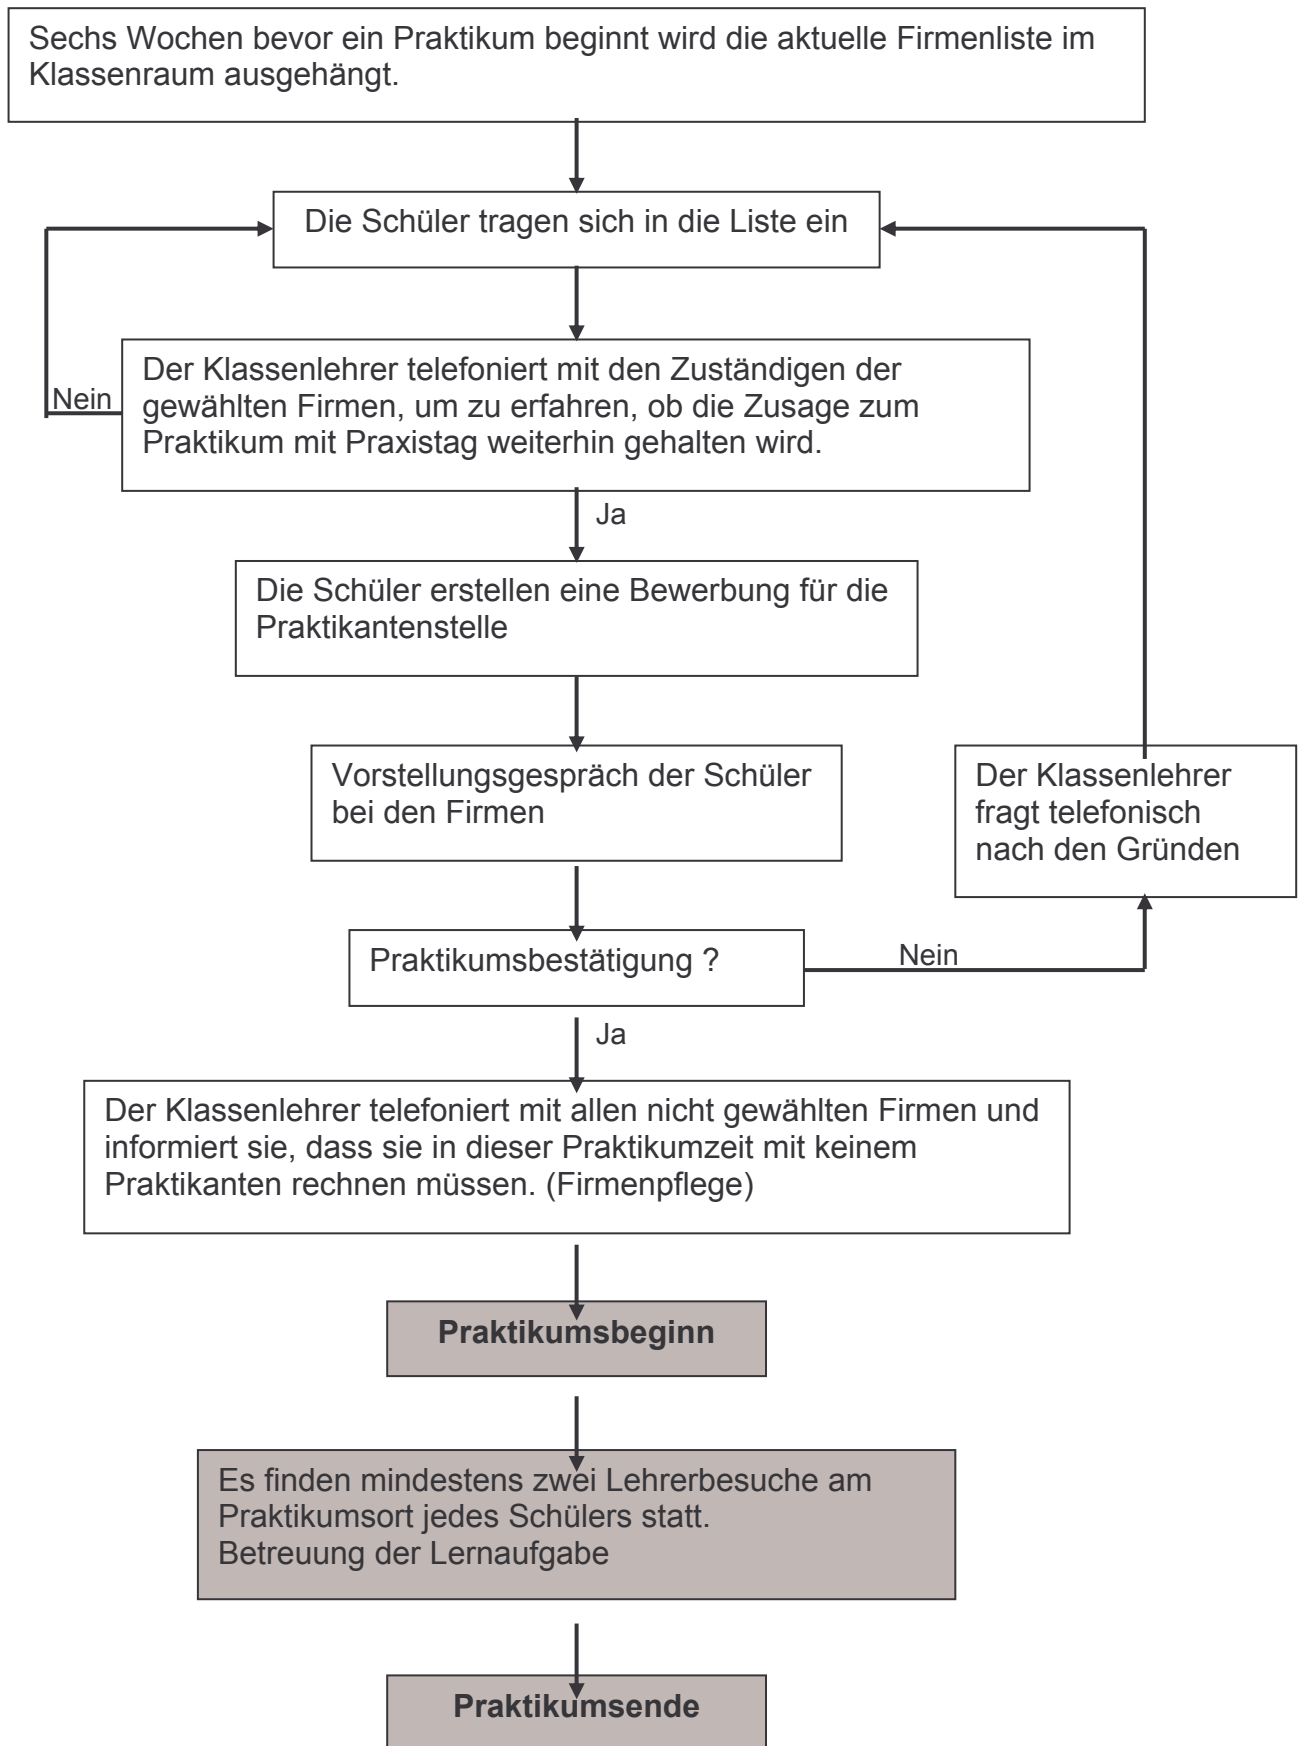 Sechs Wochen bevor ein Praktikum beginnt wird die aktuelle Firmenliste im
Klassenraum ausgehängt.
Die Schüler tragen sich in die Liste ein
Der Klassenlehrer telefoniert mit den Zuständigen der
gewählten Firmen, um zu erfahren, ob die Zusage zum
Praktikum mit Praxistag weiterhin gehalten wird.
Nein
Ja
Die Schüler erstellen eine Bewerbung für die
Praktikantenstelle
Vorstellungsgespräch der Schüler
bei den Firmen
Der Klassenlehrer
fragt telefonisch
nach den Gründen
Praktikumsbestätigung ?
Nein
Ja
Der Klassenlehrer telefoniert mit allen nicht gewählten Firmen und
informiert sie, dass sie in dieser Praktikumzeit mit keinem
Praktikanten rechnen müssen. (Firmenpflege)
Praktikumsbeginn
Es finden mindestens zwei Lehrerbesuche am
Praktikumsort jedes Schülers statt.
Betreuung der Lernaufgabe
Praktikumsende